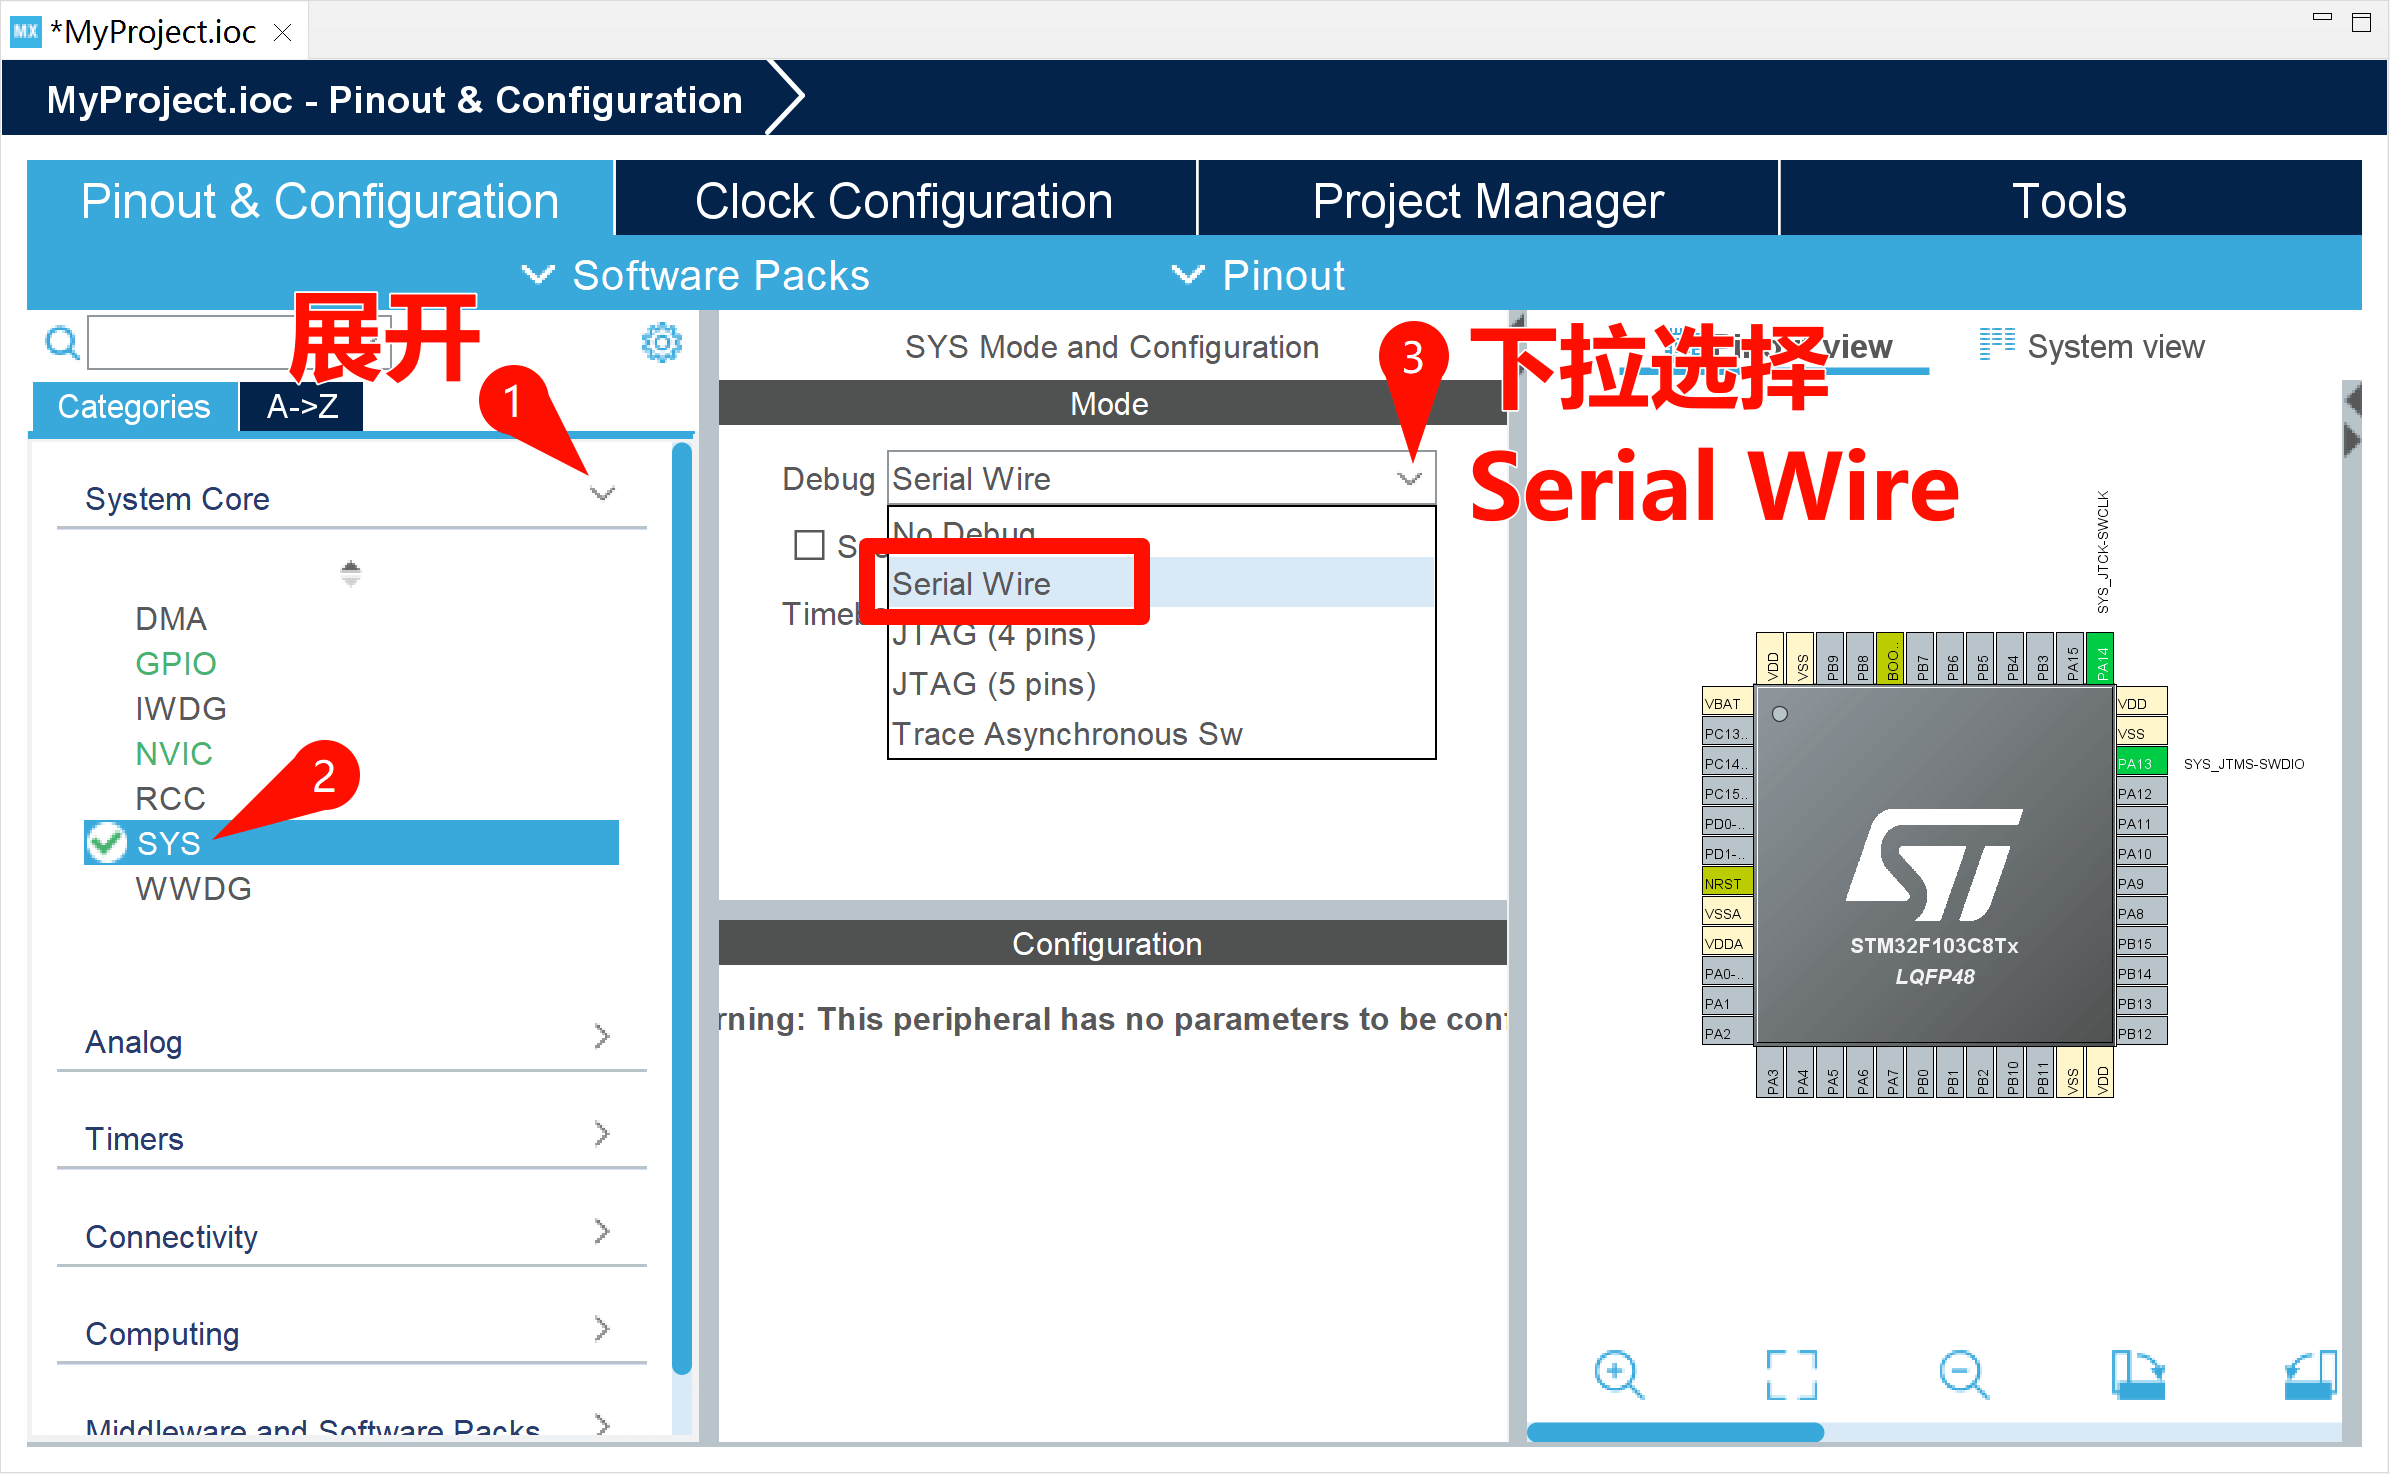 MX *MyProject.ioc
MyProject.ioc - Pinout & Configuration
Pinout & Configuration
Clock Configuration
Project Manager
Tools
Software Packs
Pinout
展开
1
Categories
A->Z
System Core
DMA
GPIO
IWDG
NVIC
RCC
2
SYS
WWDG
Analog
Timers
Connectivity
Computing
Middleware and Software Packs
SYS Mode and Configuration
Mode
3
下拉选择
Serial Wire
Debug
Serial Wire
No Debug
Serial Wire
JTAG (4 pins)
JTAG (5 pins)
Trace Asynchronous Sw
Configuration
rning: This peripheral has no parameters to be con
view
System view
SYS_JTCK-SWCLK
VDD
VSS
PB9
PB8
BOO..
PB7
PB6
PB5
PB4
PB3
PA15
PA14
VBAT
PC13..
PC14..
PC15..
PD0-..
PD1-..
NRST
VSSA
VDDA
PA0-..
PA1
PA2
STM32F103C8Tx
LQFP48
VDD
VSS
PA13
SYS_JTMS-SWDIO
PA12
PA11
PA10
PA9
PA8
PB15
PB14
PB13
PB12
PA3
PA4
PA5
PA6
PA7
PB0
PB1
PB2
PB10
PB11
VSS
VDD